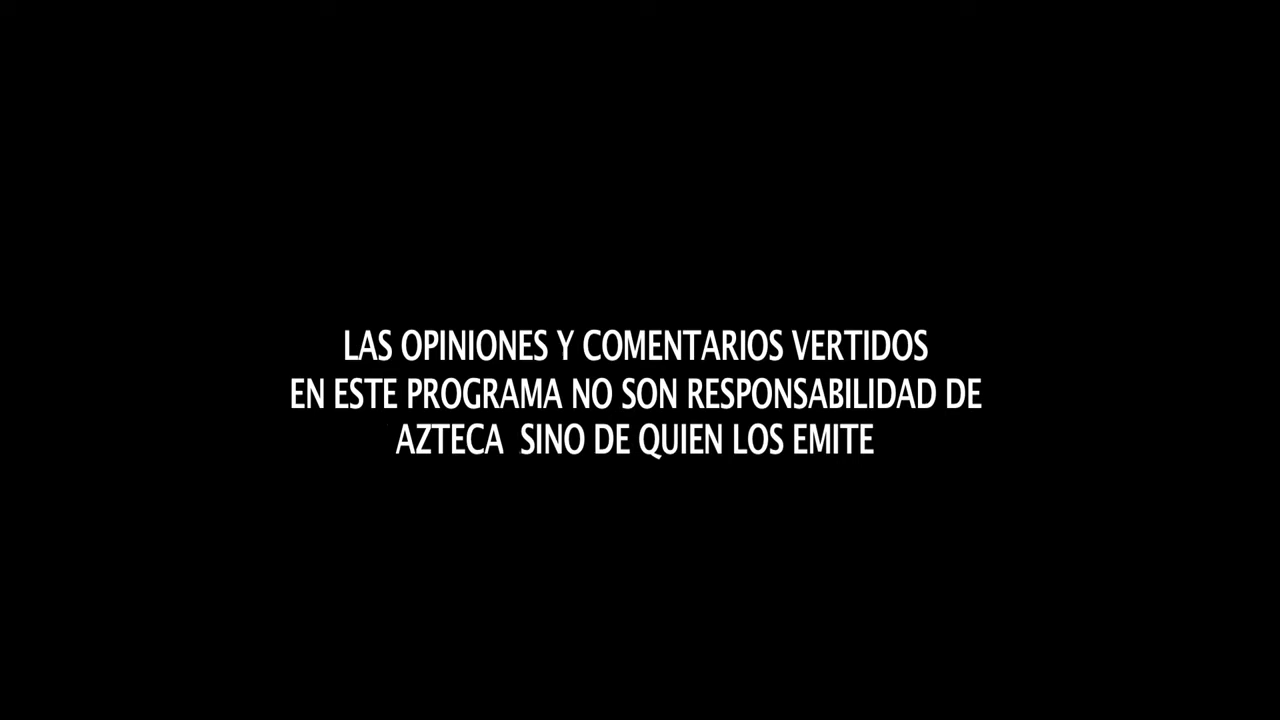 LAS OPINIONES Y COMENTARIOS VERTIDOS
EN ESTE PROGRAMA NO SON RESPONSABILIDAD DE
AZTECA SINO DE QUIEN LOS EMITE